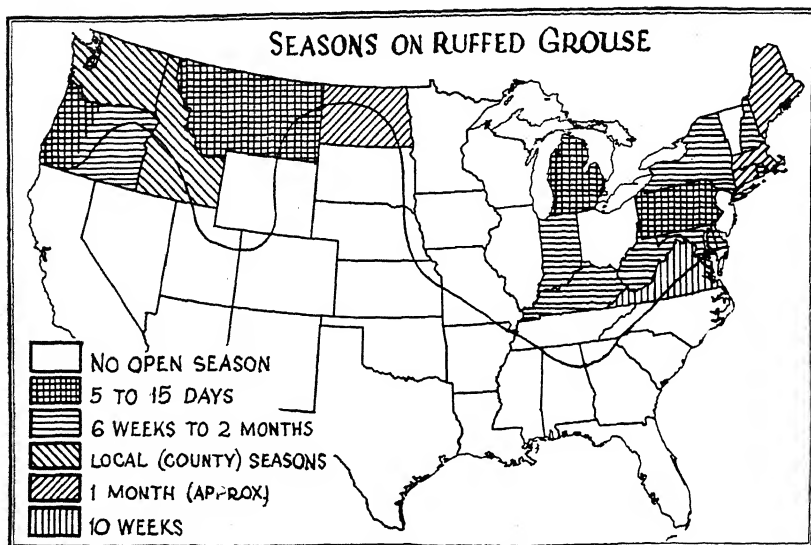 SEASONS ON RUFFED GROUSE
NO OPEN SEASON
5 TO 15 DAYS
6 WEEKS TO 2 MONTHS
LOCAL (COUNTY) SEASONS
1 MONTH (APPROX)
10 WEEKS